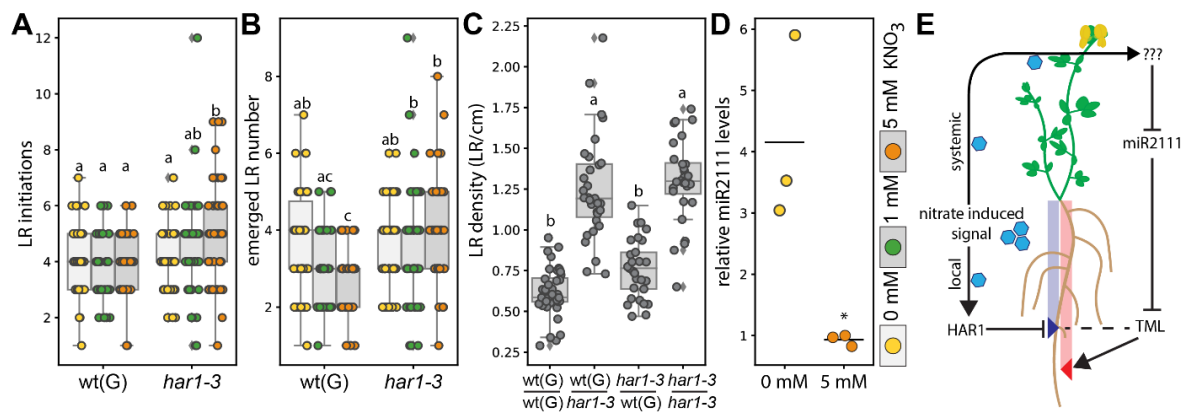 A
LR initiations
12
10
8
6
4
2
a
a
a
a
ab
b
wt(G)
har1-3
B
emerged LR number
8
6
4
2
ab
ac
c
ab
b
b
wt(G)
har1-3
C
LR density (LR/cm)
2.25
2.00
1.75
1.50
1.25
1.00
0.75
0.50
0.25
b
a
b
a
wt(G)
wt(G)
wt(G)
har1-3
har1-3
wt(G)
har1-3
har1-3
D
relative miR2111 levels
6
5
4
3
2
1
*
0 mM
5 mM
0 mM
1 mM
5 mM KNO3
E
???
systemic
miR2111
nitrate induced
signal
local
HAR1
TML